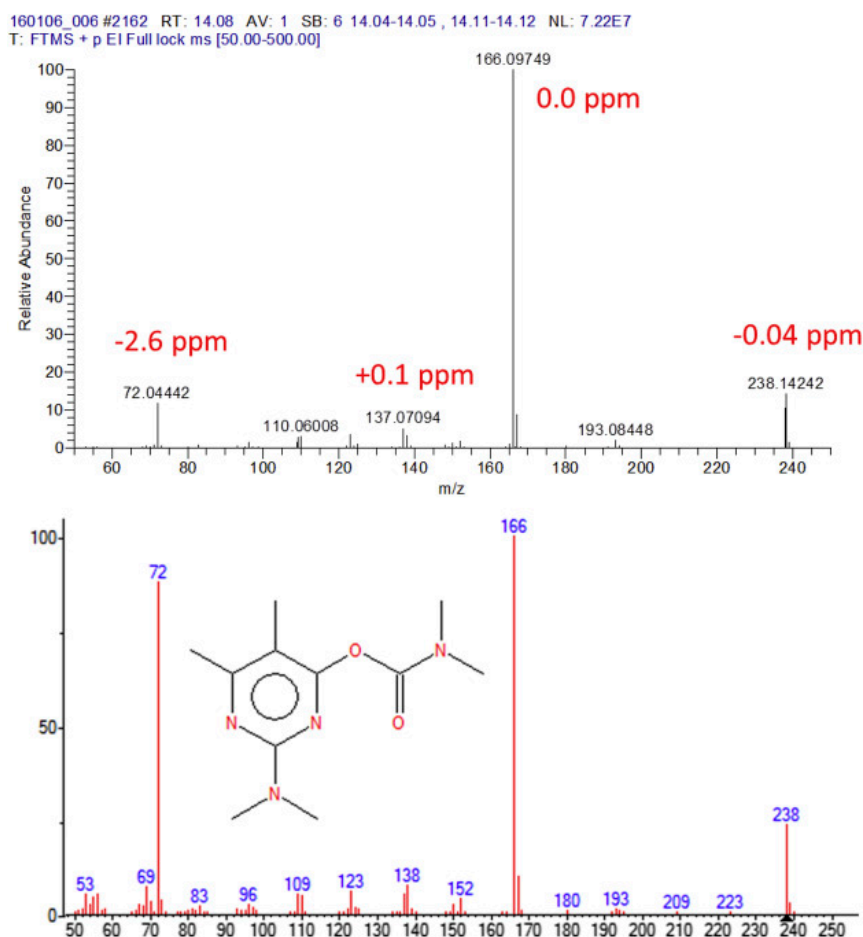 160106_006 #2162 RT: 14.08 AV: 1 SB: 6 14.04-14.05 , 14.11-14.12 NL: 7.22E7
T: FTMS + p EI Full lock ms [50.00-500.00]
Relative Abundance
100
90
80
70
60
50
40
30
20
10
0
166.09749
0.0 ppm
-2.6 ppm
72.04442
+0.1 ppm
110.06008
137.07094
193.08448
-0.04 ppm
238.14242
60 80 100 120 140 160 180 200 220 240
m/z
100
50
0
72
166
O
N
O
N
N
N
53
69
83
96
109
123
138
152
180
193
209
223
238
50 60 70 80 90 100 110 120 130 140 150 160 170 180 190 200 210 220 230 240 250